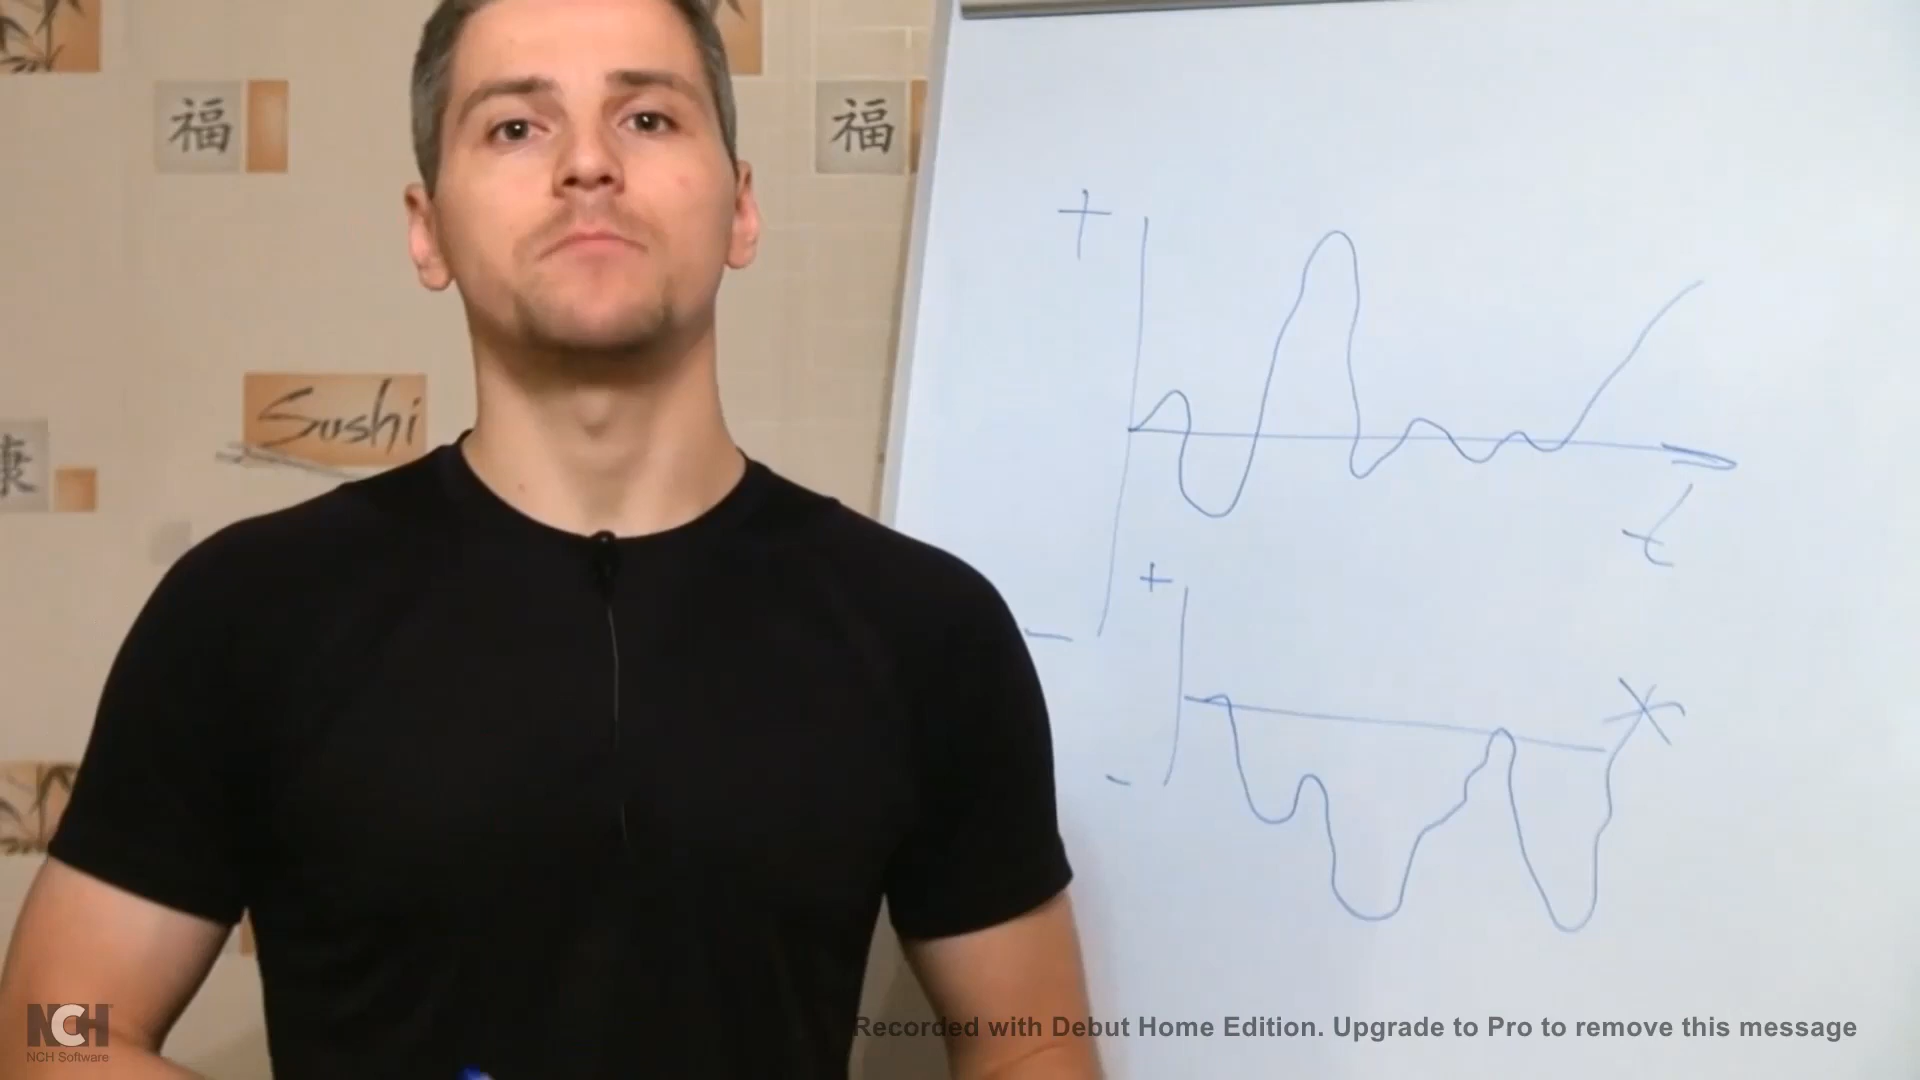 福
福
Sushi
康
+
t
-
+
-
NCH
NCH Software
Recorded with Debut Home Edition. Upgrade to Pro to remove this message